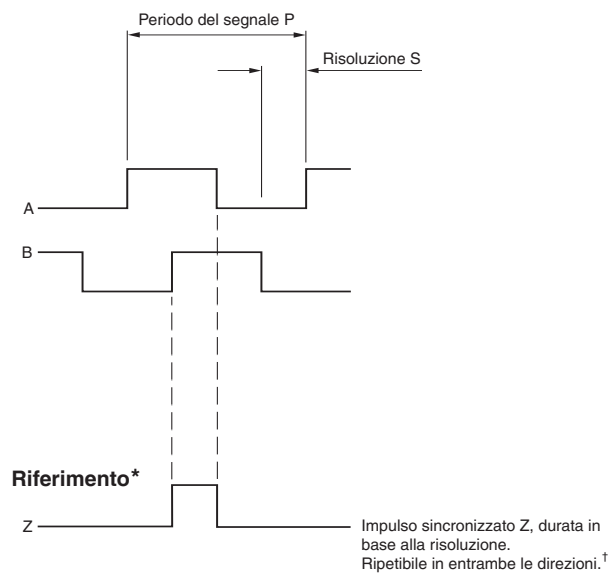 Periodo del segnale P
Risoluzione S
A
B
Riferimento*
Z
Impulso sincronizzato Z, durata in
base alla risoluzione.
Ripetibile in entrambe le direzioni.†